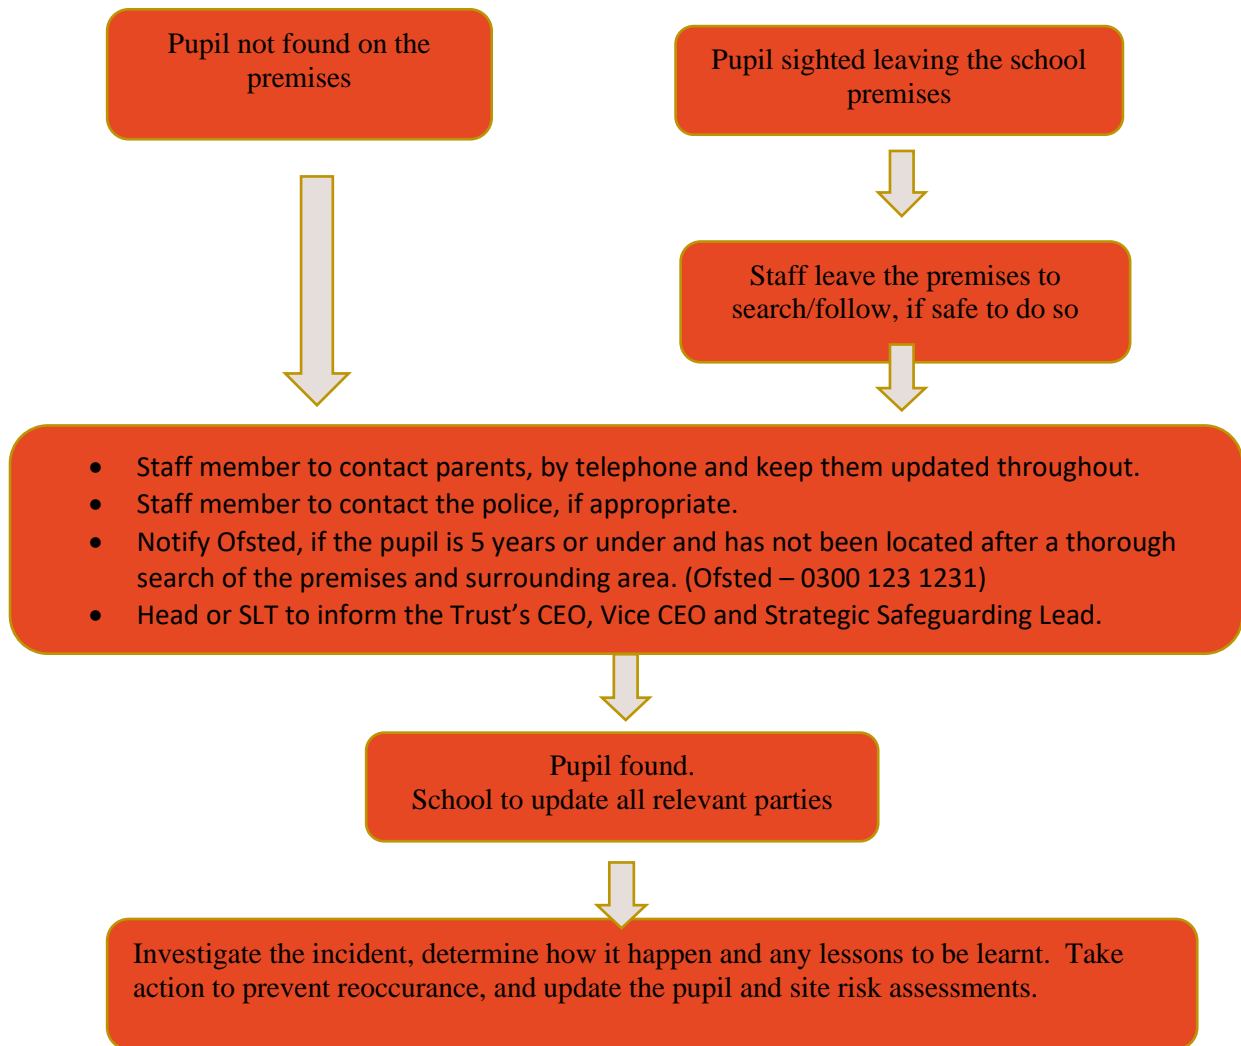 Pupil not found on the
premises
Pupil sighted leaving the school
premises
Staff leave the premises to
search/follow, if safe to do so
• Staff member to contact parents, by telephone and keep them updated throughout.
• Staff member to contact the police, if appropriate.
• Notify Ofsted, if the pupil is 5 years or under and has not been located after a thorough
search of the premises and surrounding area. (Ofsted – 0300 123 1231)
• Head or SLT to inform the Trust’s CEO, Vice CEO and Strategic Safeguarding Lead.
Pupil found.
School to update all relevant parties
Investigate the incident, determine how it happen and any lessons to be learnt. Take
action to prevent reoccurance, and update the pupil and site risk assessments.